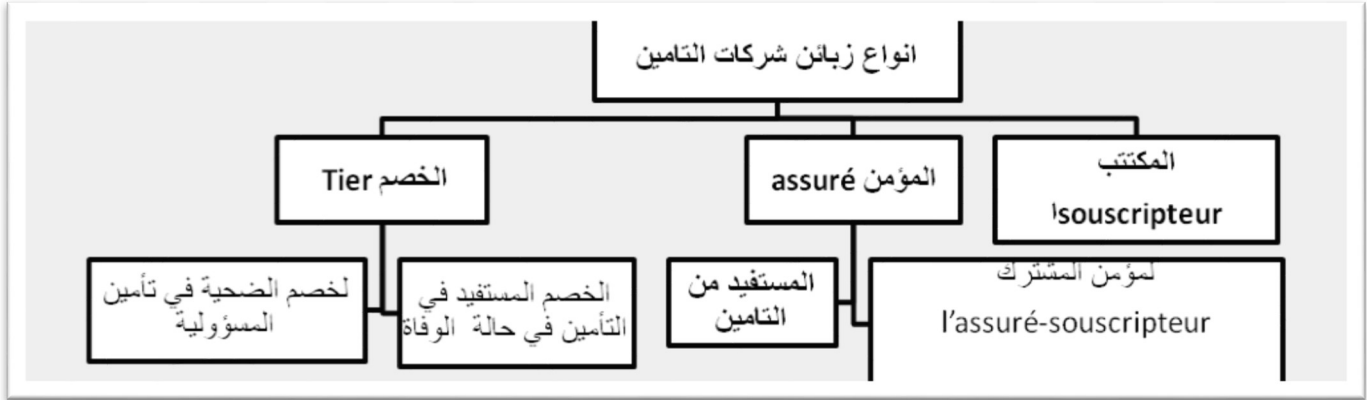 انواع زبائن شركات التامين
المكتتب
souscripteurا
المؤمن assuré
الخصم Tier
لمؤمن المشترك
l'assuré-souscripteur
المستفيد من
التامين
الخصم المستفيد في
التأمين في حالة الوفاة
لخصم الضحية في تأمين
المسؤولية